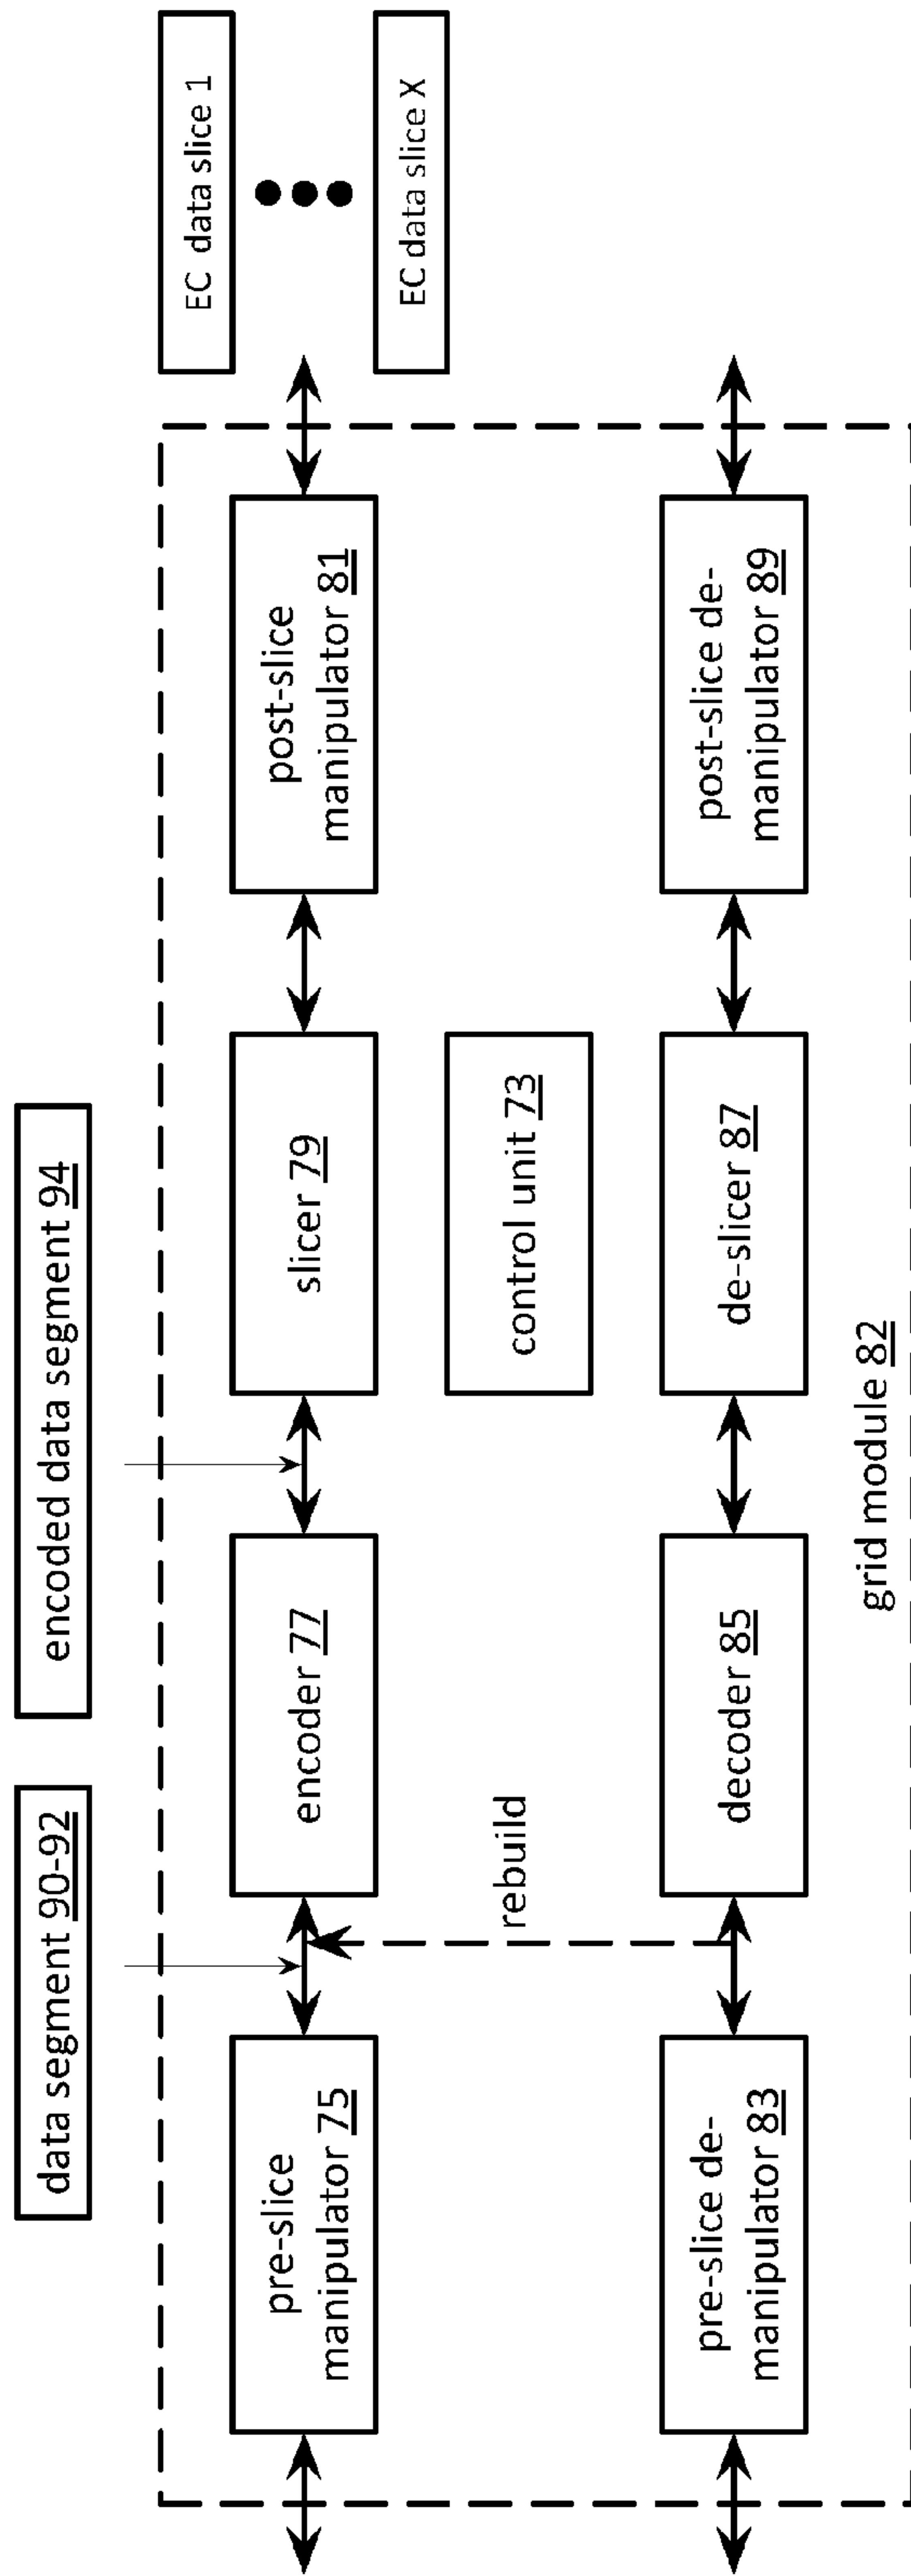 data segment 90-92
encoded data segment 94
pre-slice
manipulator 75
encoder 77
slicer 79
post-slice
manipulator 81
EC data slice 1
EC data slice X
rebuild
control unit 73
pre-slice de-
manipulator 83
decoder 85
de-slicer 87
post-slice de-
manipulator 89
grid module 82